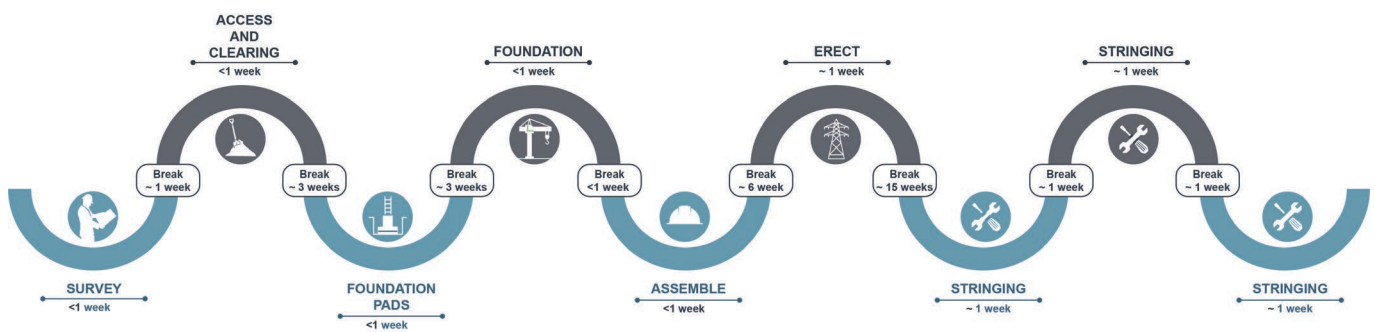 SURVEY
<1 week
Break
~ 1 week
ACCESS
AND
CLEARING
<1 week
Break
~ 3 weeks
FOUNDATION
PADS
<1 week
Break
~ 3 weeks
FOUNDATION
<1 week
Break
<1 week
ASSEMBLE
<1 week
Break
~ 6 week
ERECT
~ 1 week
Break
~ 15 weeks
STRINGING
~ 1 week
Break
~ 1 week
STRINGING
~ 1 week
Break
~ 1 week
STRINGING
~ 1 week